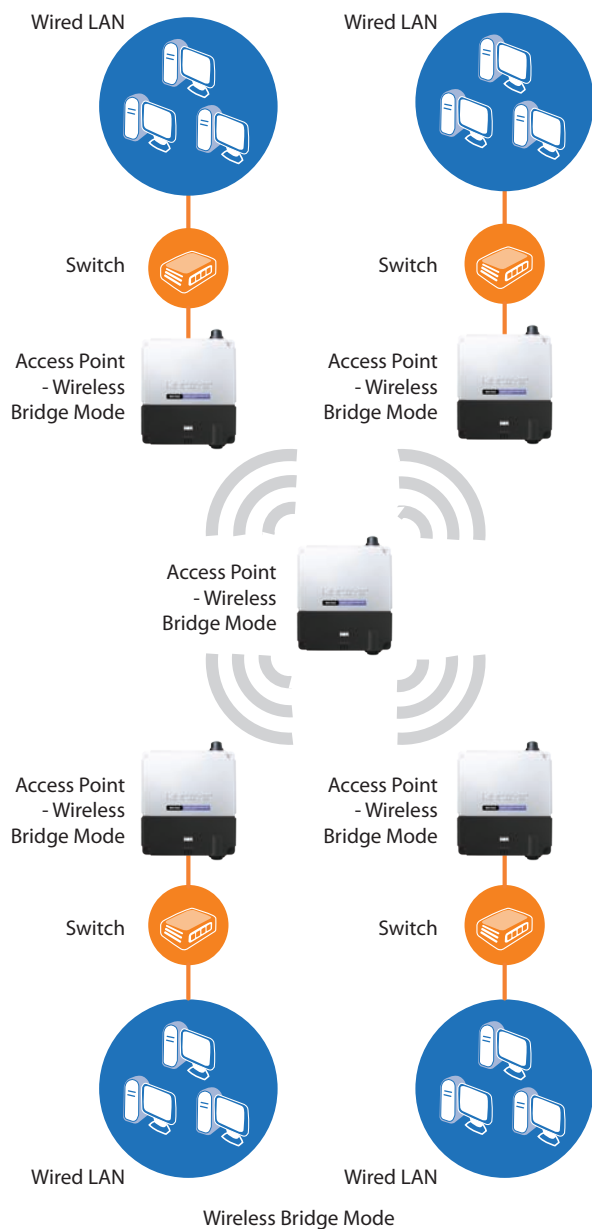 Wired LAN
Wired LAN
Switch
Switch
Access Point
- Wireless
Bridge Mode
Access Point
- Wireless
Bridge Mode
Access Point
- Wireless
Bridge Mode
Access Point
- Wireless
Bridge Mode
Access Point
- Wireless
Bridge Mode
Switch
Switch
Wired LAN
Wired LAN
Wireless Bridge Mode